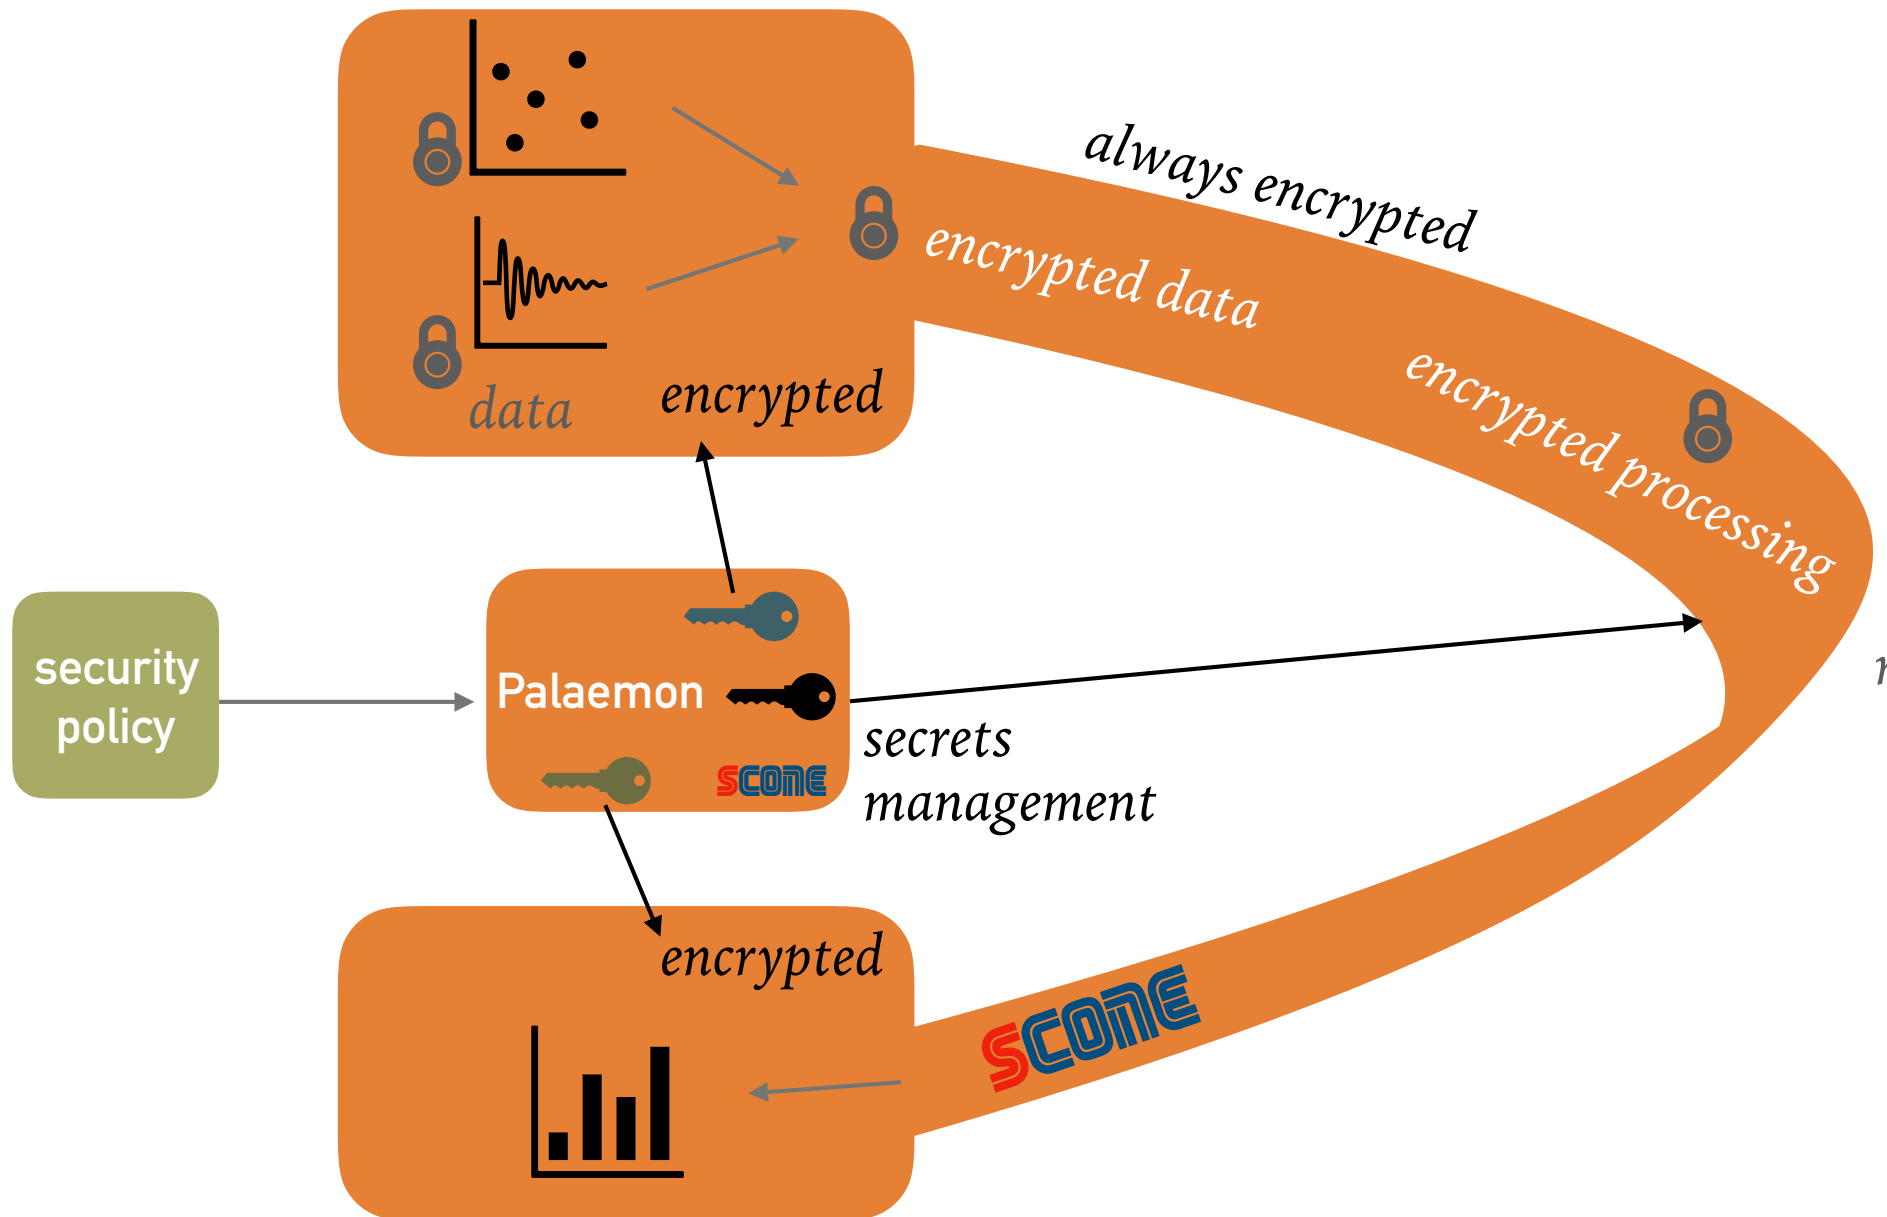 always encrypted
encrypted data
encrypted processing
data
encrypted
security
policy
Palaemon
SCONE
secrets
management
encrypted
SCONE